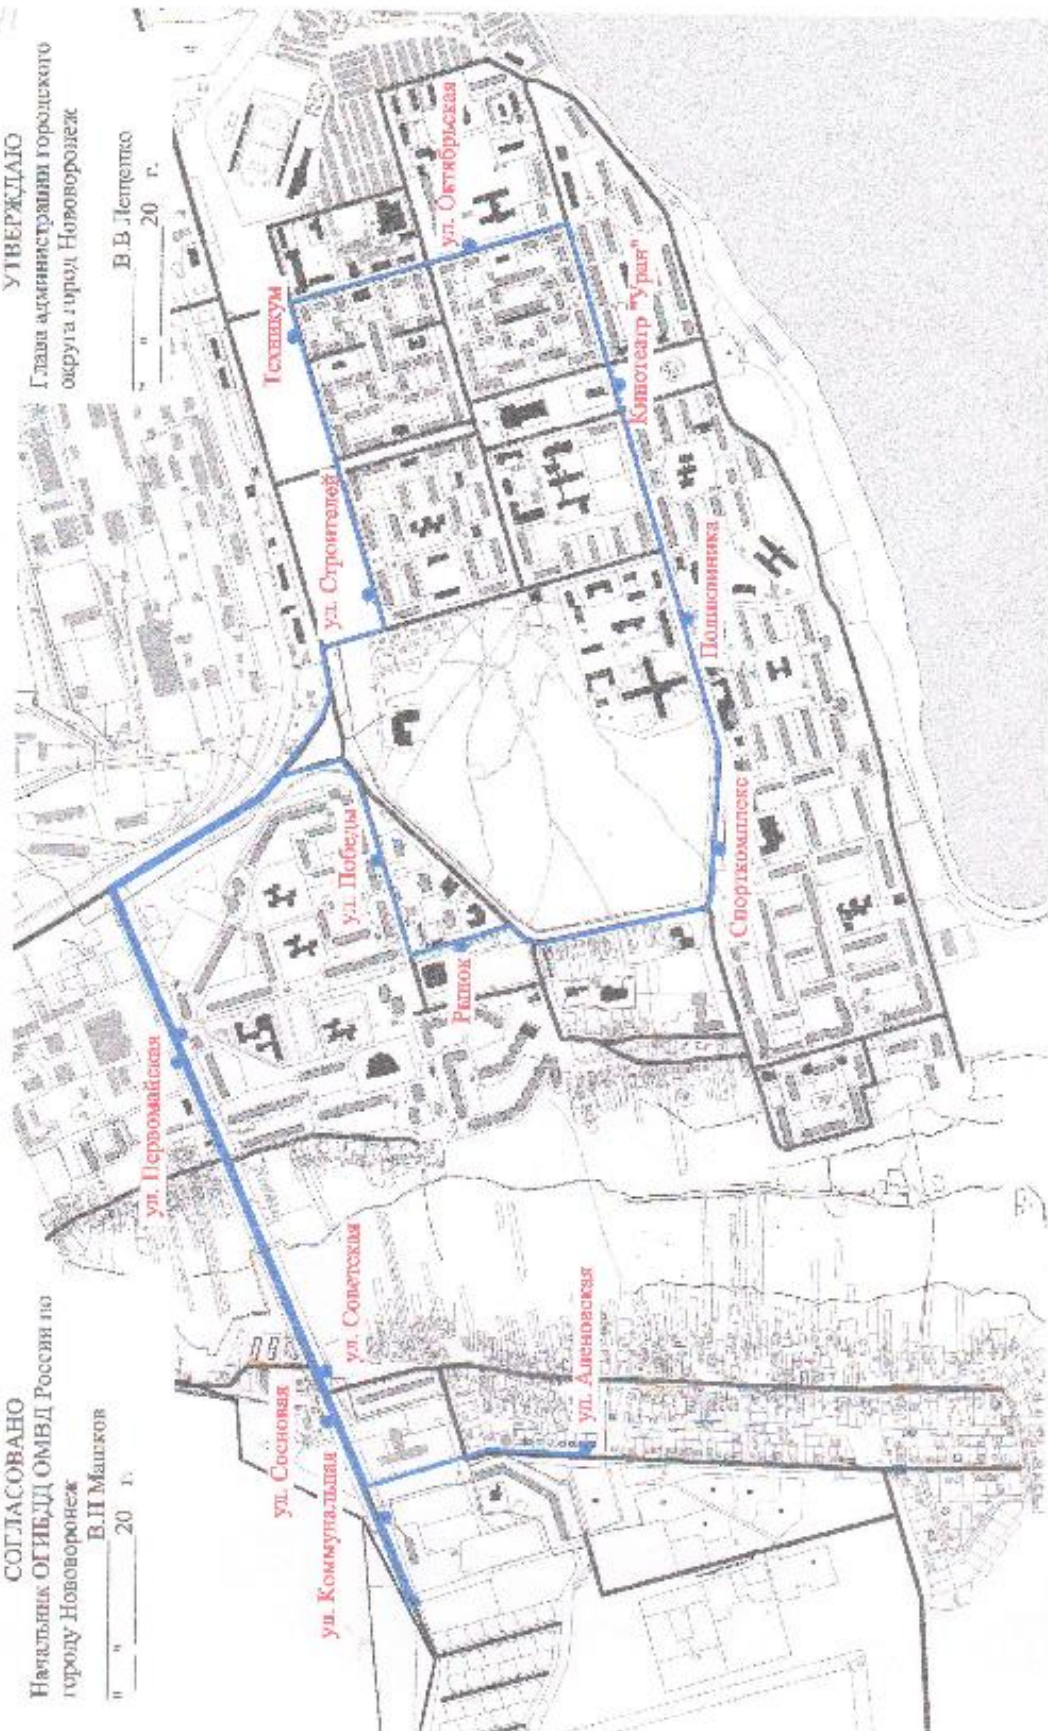 СОГЛАСОВАНО
Начальник ОГИБДД ОМВД России по
городу Нововоронеж
В.П Машков
" " 20 г.
УТВЕРЖДАЮ
Глава администрации городского
округа город Нововоронеж
В.В Лещенко
" " 20 г.
ул. Первомайская
ул. Строителей
Техникум
ул. Октябрьская
ул. Сосновая
ул. Советская
ул. Победы
Рынок
Кинотеатр "Уран"
ул. Коммунальная
ул. Аленовская
Спорткомплекс
Поликлиника